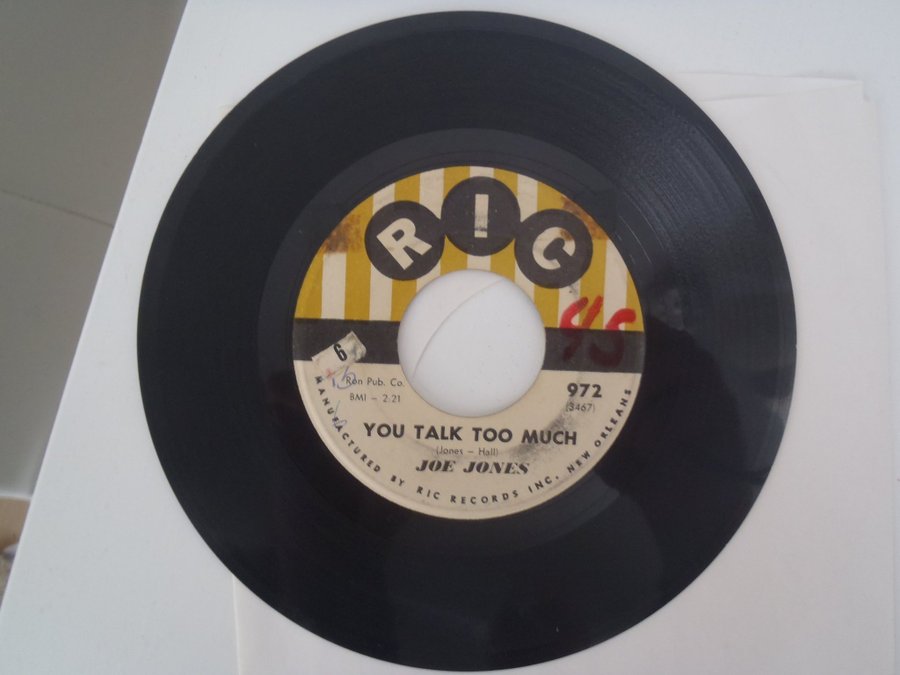 RIC
45
6
Ron Pub. Co.
BMI - 2:21
972
(3467)
YOU TALK TOO MUCH
(Jones - Hall)
JOE JONES
MANUFACTURED BY RIC RECORDS INC. NEW ORLEANS